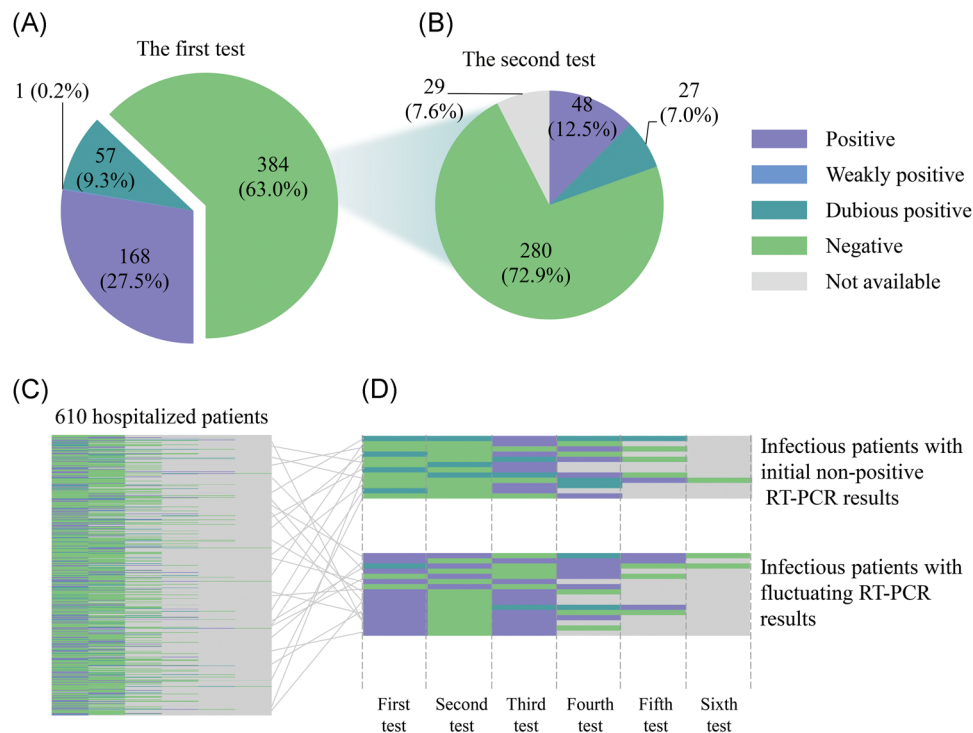 (A)
The first test
1 (0.2%)
57
(9.3%)
384
(63.0%)
168
(27.5%)
(B)
The second test
29
(7.6%)
48
(12.5%)
27
(7.0%)
280
(72.9%)
Positive
Weakly positive
Dubious positive
Negative
Not available
(C)
610 hospitalized patients
(D)
Infectious patients with
initial non-positive
RT-PCR results
Infectious patients with
fluctuating RT-PCR
results
First
test
Second
test
Third
test
Fourth
test
Fifth
test
Sixth
test